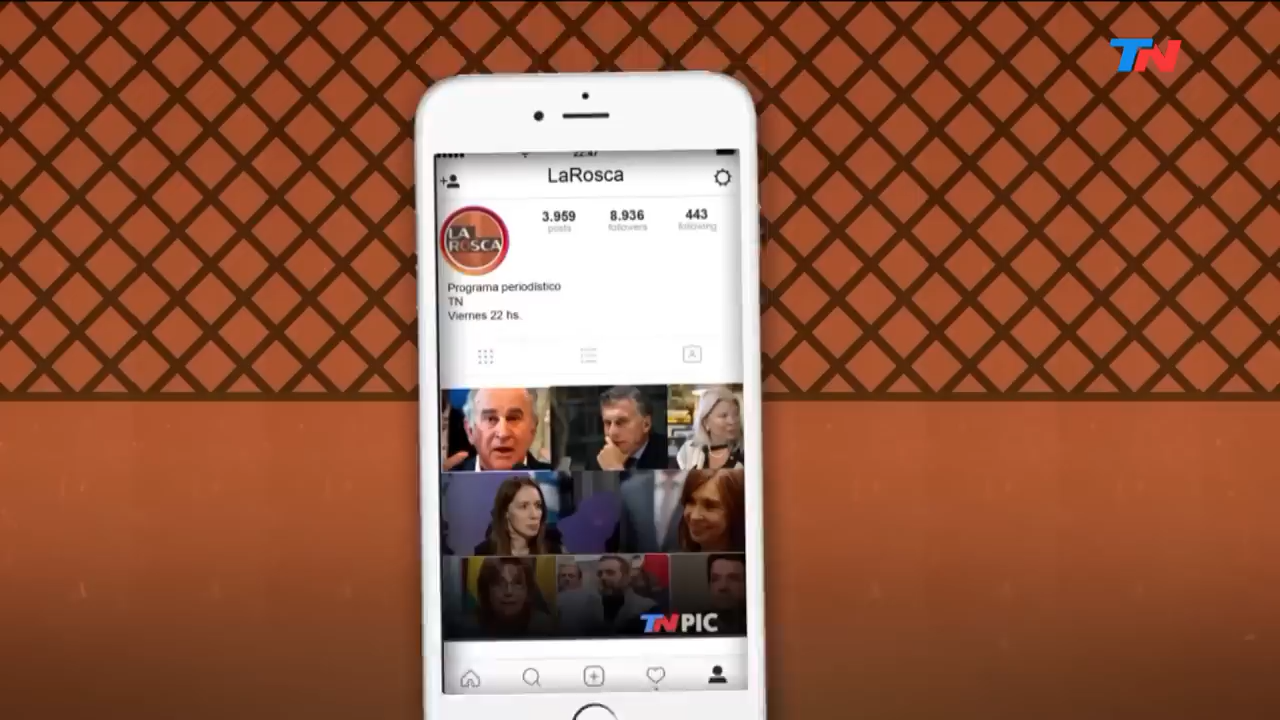 TN
22:47
LaRosca
LA
ROSCA
3.959 8.936 443
posts followers following
Programa periodístico
TN
Viernes 22 hs.
TN PIC